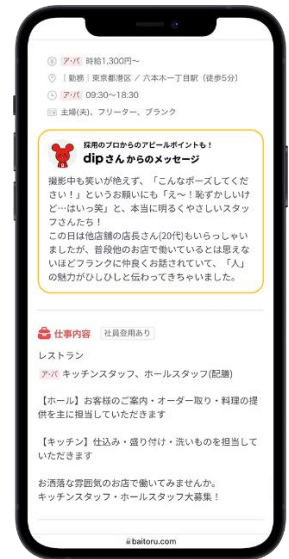 ア・パ 時給1,300円〜
[勤務] 東京都港区 / 六本木一丁目駅（徒歩5分）
ア・パ 09:30〜18:30
主婦(夫)、フリーター、ブランク
採用のプロからのアピールポイントも！
dipさんからのメッセージ
撮影中も笑いが絶えず、「こんなポーズしてくだ
さい！」というお願いにも「え〜！恥ずかしいけ
ど…はいっ笑」と、本当に明るくやさしいスタッ
フさんたち！
この日は他店舗の店長さん(20代)もいらっしゃい
ましたが、普段他のお店で働いているとは思えな
いほどフランクに仲良くお話されていて、「人」
の魅力がひしひしと伝わってきちゃいました。
仕事内容 社員登用あり
レストラン
ア・パ キッチンスタッフ、ホールスタッフ(配膳)
【ホール】お客様のご案内・オーダー取り・料理の提
供を主に担当していただきます
【キッチン】仕込み・盛り付け・洗いものを担当して
いただきます
お洒落な雰囲気のお店で働いてみませんか。
キッチンスタッフ・ホールスタッフ大募集！
baitoru.com